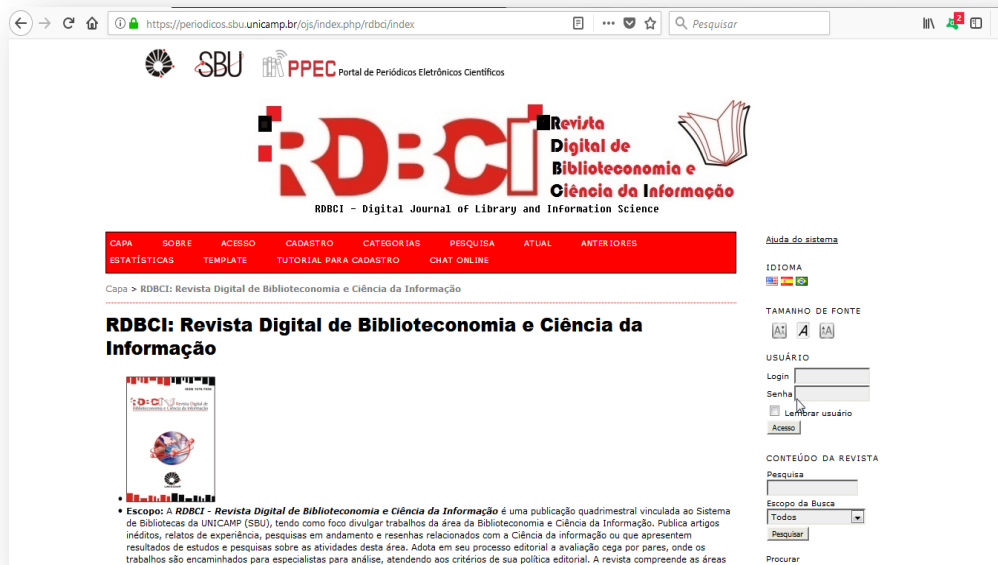 https://periodicos.sbu.unicamp.br/ojs/index.php/rdbci/index
Pesquisar
2
SBU
PPEC Portal de Periódicos Eletrônicos Científicos
RDBCI
Revista
Digital de
Biblioteconomia e
Ciência da Informação
RDBCI - Digital Journal of Library and Information Science
CAPA SOBRE ACESSO CADASTRO CATEGORIAS PESQUISA ATUAL ANTERIORES
ESTATÍSTICAS TEMPLATE TUTORIAL PARA CADASTRO CHAT ONLINE
Capa > RDBCI: Revista Digital de Biblioteconomia e Ciência da Informação
RDBCI: Revista Digital de Biblioteconomia e Ciência da
Informação
RDBCI
Revista Digital de
Biblioteconomia e Ciência da Informação
Escopo: A RDBCI - Revista Digital de Biblioteconomia e Ciência da Informação é uma publicação quadrimestral vinculada ao Sistema
de Bibliotecas da UNICAMP (SBU), tendo como foco divulgar trabalhos da área da Biblioteconomia e Ciência da Informação. Publica artigos
inéditos, relatos de experiência, pesquisas em andamento e resenhas relacionados com a Ciência da informação ou que apresentem
resultados de estudos e pesquisas sobre as atividades desta área. Adota em seu processo editorial a avaliação cega por pares, onde os
trabalhos são encaminhados para especialistas para análise, atendendo aos critérios de sua política editorial. A revista compreende as áreas
Ajuda do sistema
IDIOMA
TAMANHO DE FONTE
A A A
USUÁRIO
Login
Senha
Lembrar usuário
Acesso
CONTEÚDO DA REVISTA
Pesquisa
Escopo da Busca
Todos
Pesquisar
Procurar